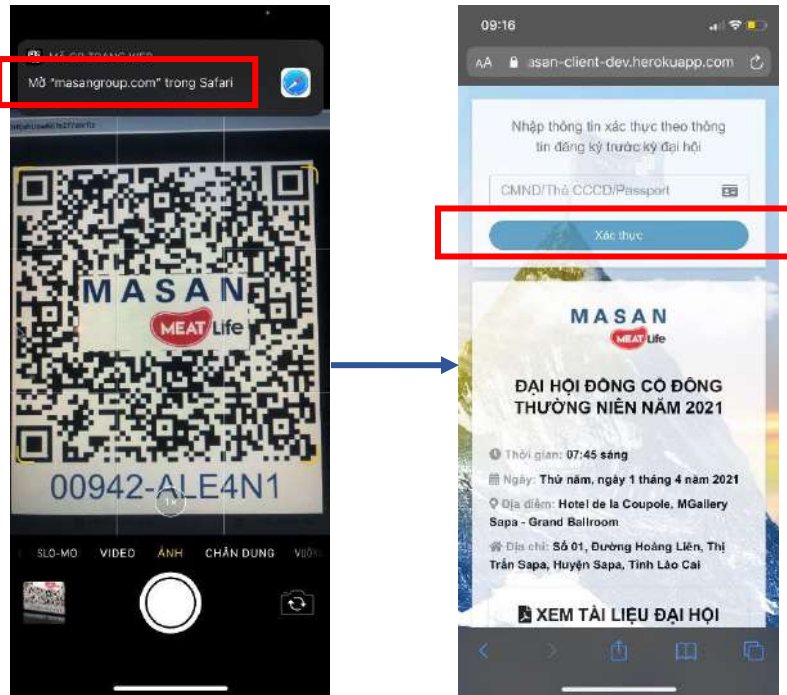 MÃ QR TRANG WEB
Mở "masangroup.com" trong Safari
MASAN
MEAT Life
00942-ALE4N1
1×
SLO-MO VIDEO ẢNH CHÂN DUNG
09:16
AA asan-client-dev.herokuapp.com
Nhập thông tin xác thực theo thông
tin đăng ký trước kỳ đại hội
CMND/Thẻ CCCD/Passport
Xác thực
MASAN
MEAT Life
ĐẠI HỘI ĐỒNG CỔ ĐÔNG
THƯỜNG NIÊN NĂM 2021
Thời gian: 07:45 sáng
Ngày: Thứ năm, ngày 1 tháng 4 năm 2021
Địa điểm: Hotel de la Coupole, MGallery
Sapa - Grand Ballroom
Địa chỉ: Số 01, Đường Hoàng Liên, Thị
Trấn Sapa, Huyện Sapa, Tỉnh Lào Cai
XEM TÀI LIỆU ĐẠI HỘI